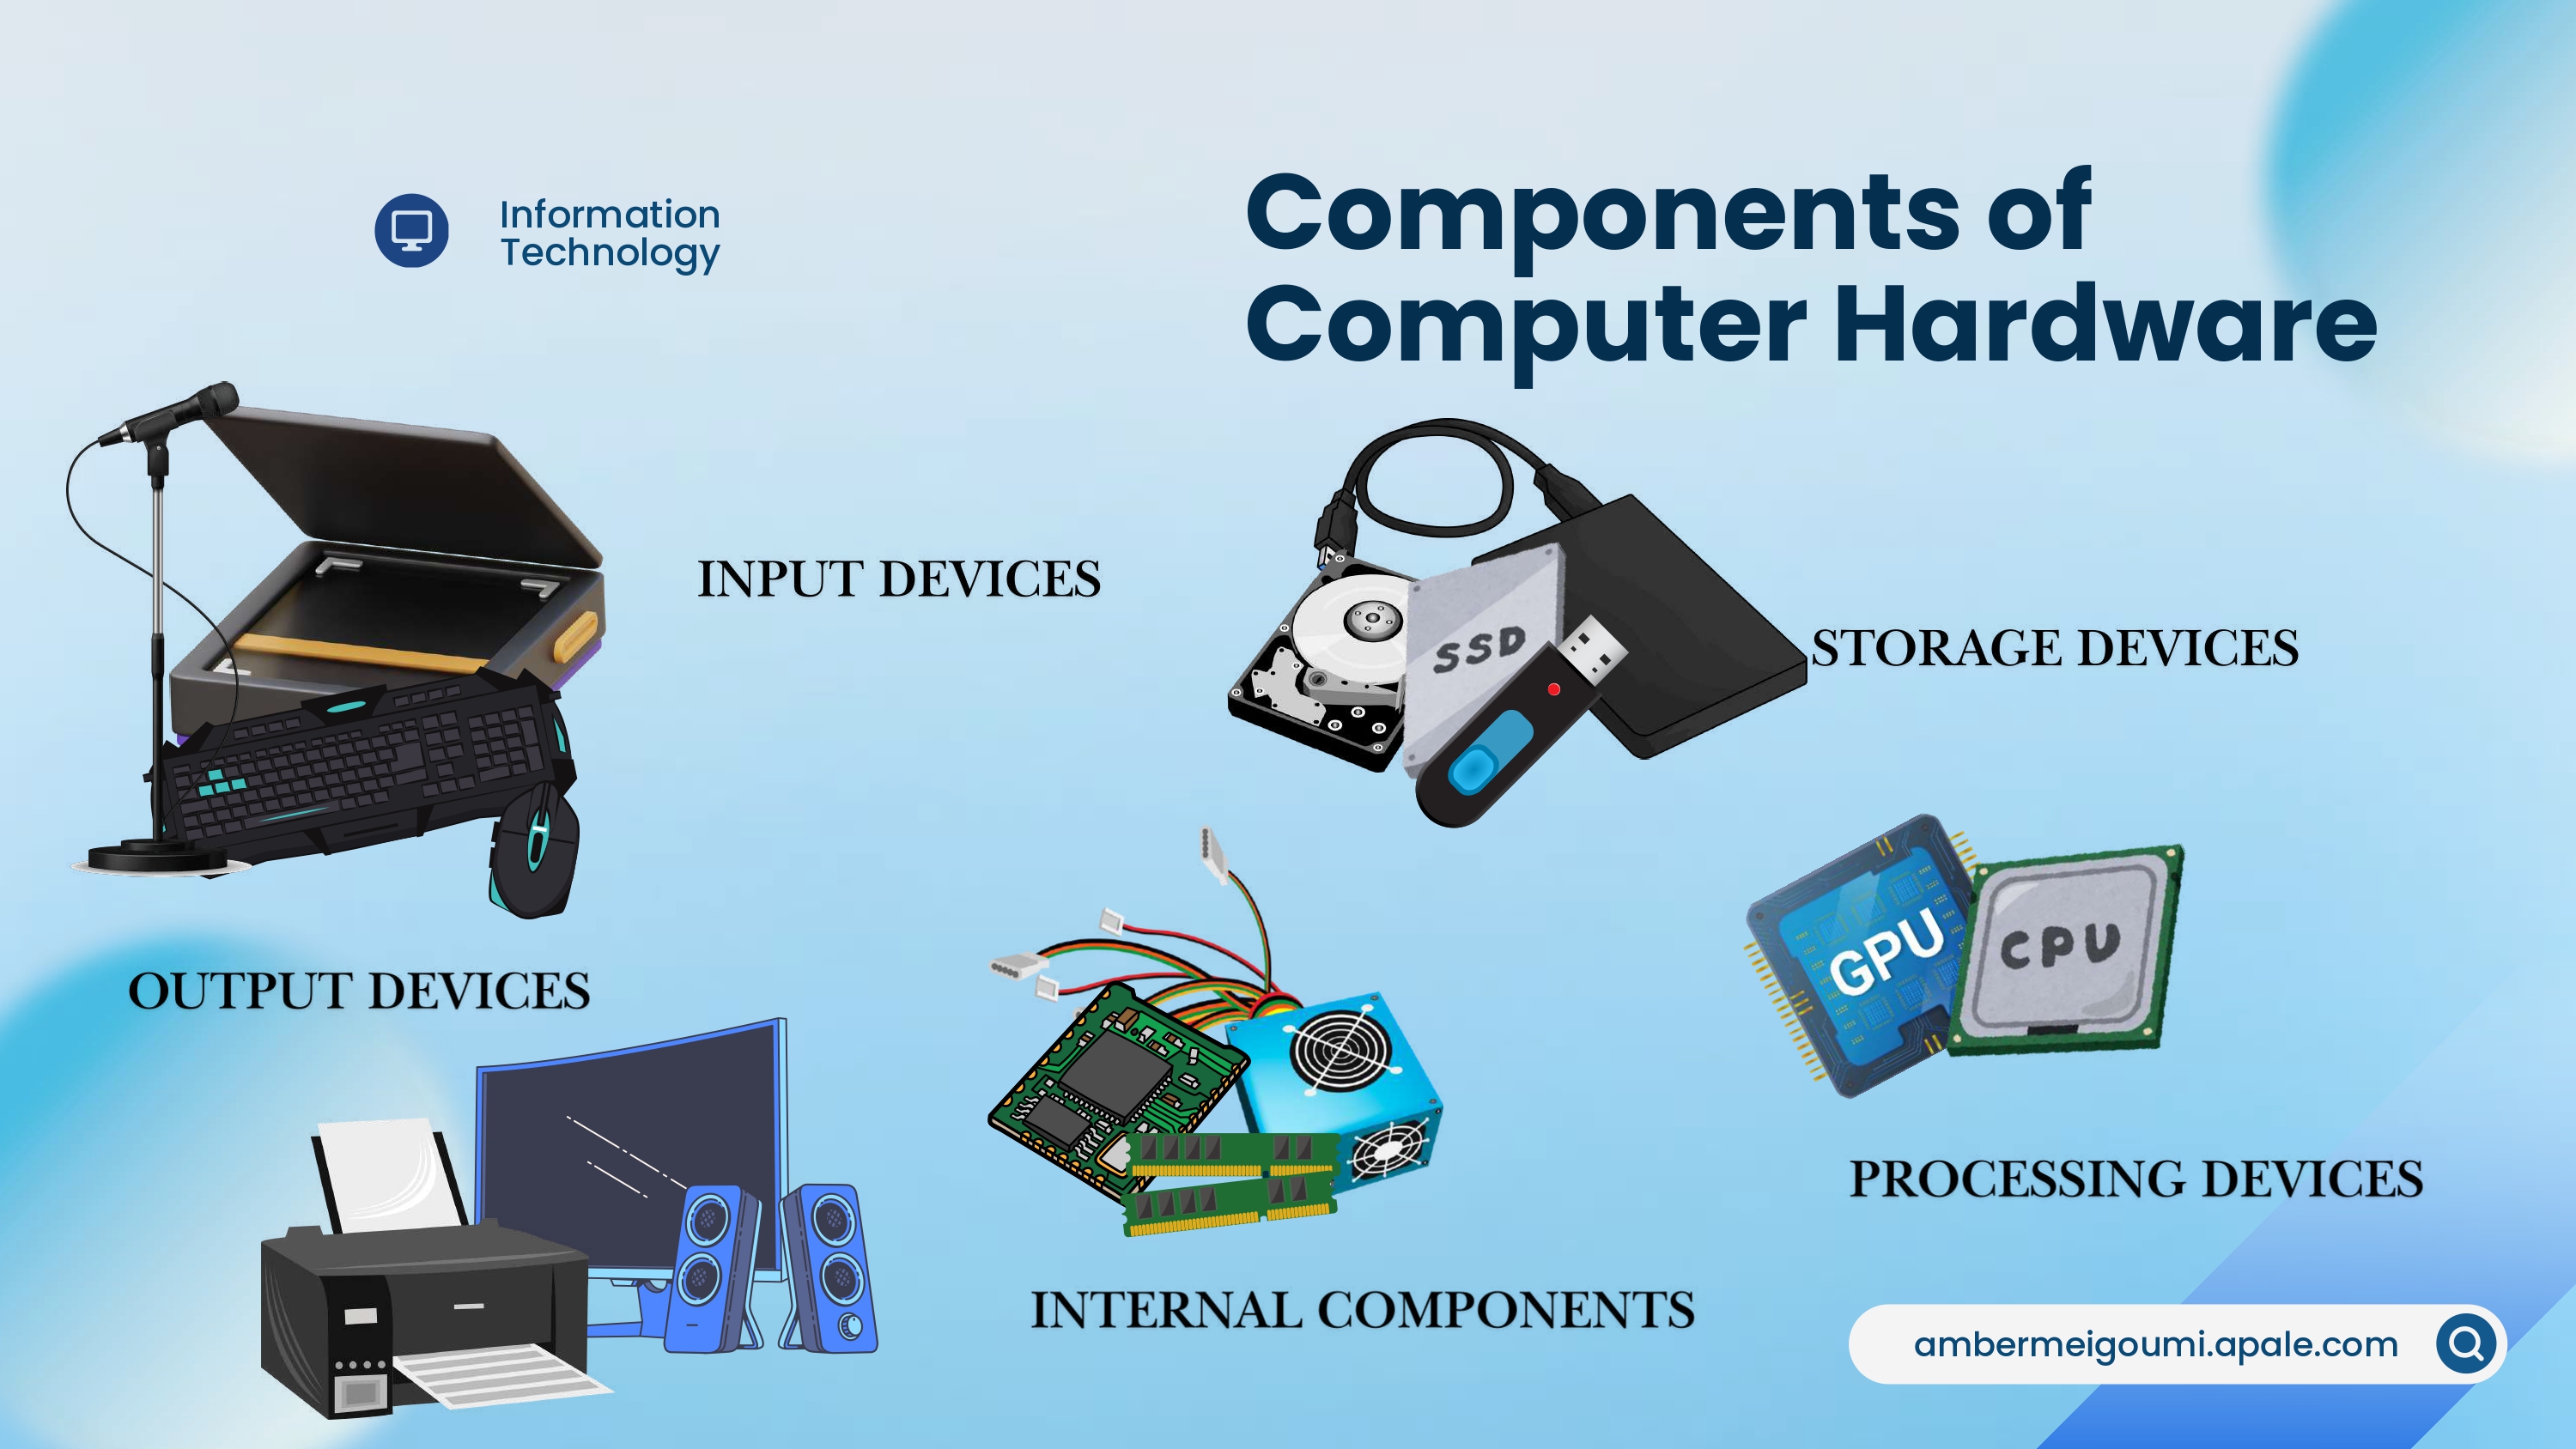 Information
Technology
Components of
Computer Hardware
INPUT DEVICES
SSD
STORAGE DEVICES
GPU
CPU
OUTPUT DEVICES
PROCESSING DEVICES
INTERNAL COMPONENTS
ambermeigoumi.apale.com